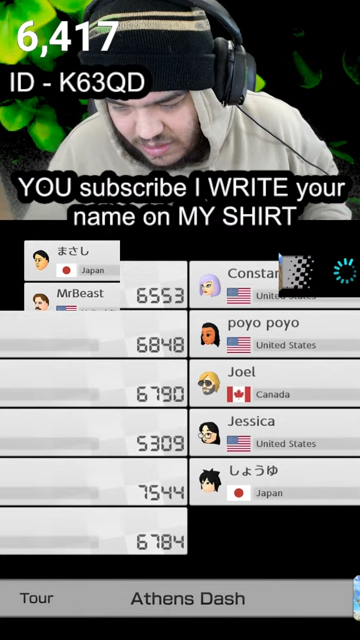 6,417
ID - K63QD
YOU subscribe I WRITE your
name on MY SHIRT
まさし
Japan
MrBeast
6553
Constan
United States
6848
poyo poyo
United States
6790
Joel
Canada
5309
Jessica
United States
7544
しょうゆ
Japan
6784
Tour
Athens Dash